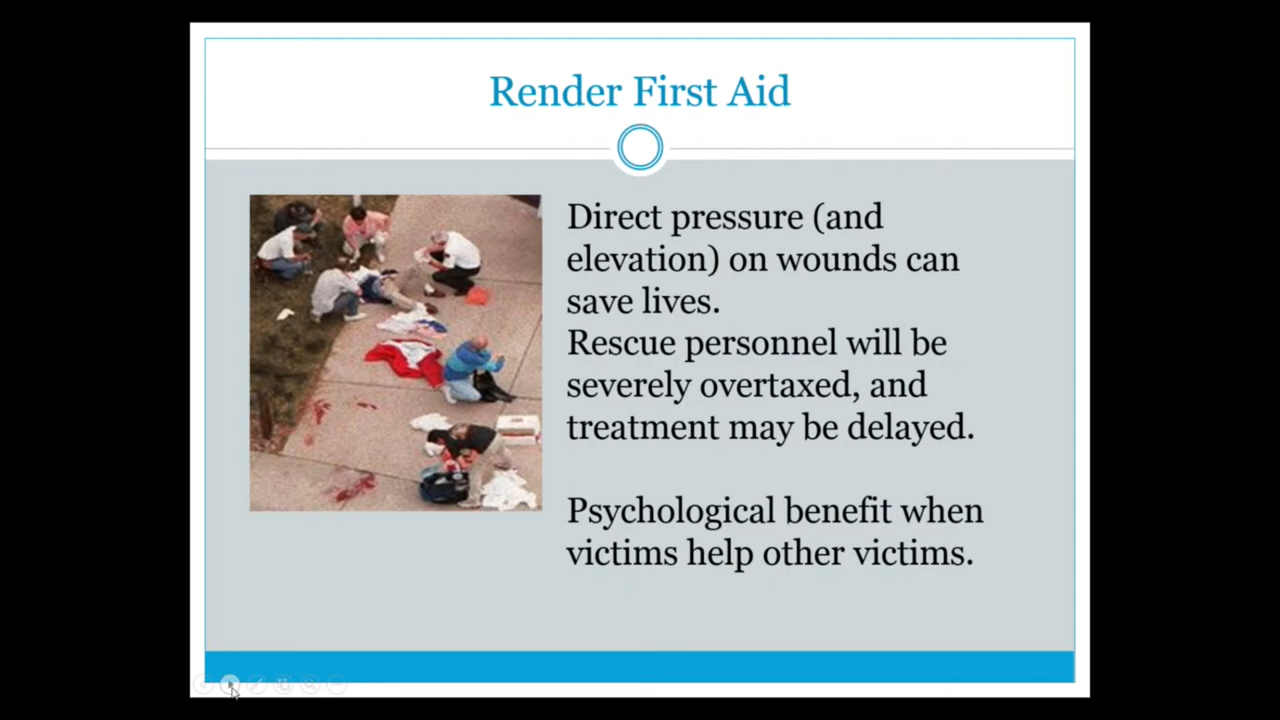 Render First Aid
Direct pressure (and
elevation) on wounds can
save lives.
Rescue personnel will be
severely overtaxed, and
treatment may be delayed.
Psychological benefit when
victims help other victims.